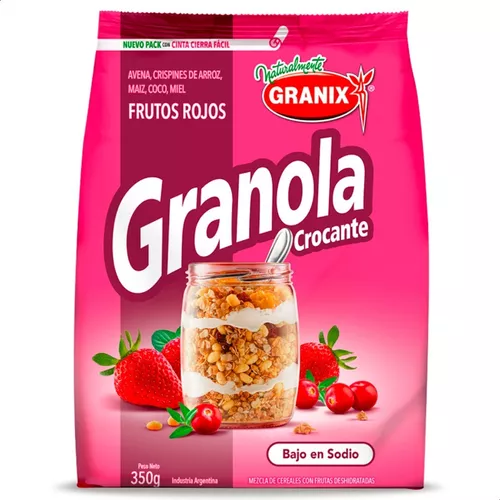 NUEVO PACK CON CINTA CIERRA FÁCIL
AVENA, CRISPINES DE ARROZ,
MAIZ, COCO, MIEL
FRUTOS ROJOS
Naturalmente
GRANIX®
Granola
Crocante
Bajo en Sodio
Peso Neto
350g
Industria Argentina
MEZCLA DE CEREALES CON FRUTAS DESHIDRATADAS